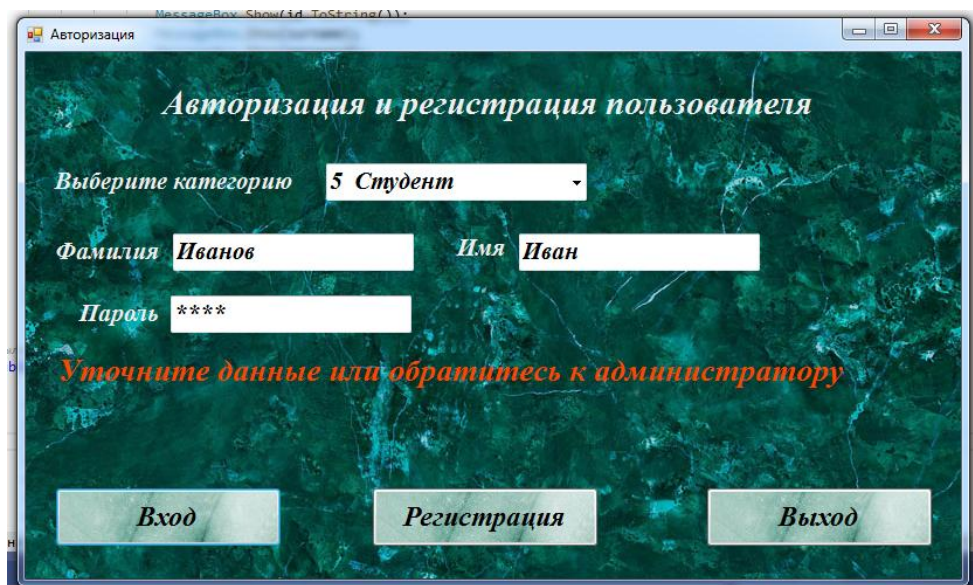 MessageBox.Show(id.ToString());
Авторизация
Авторизация и регистрация пользователя
Выберите категорию 5 Студент
Фамилия Иванов Имя Иван
Пароль ****
Уточните данные или обратитесь к администратору
Вход Регистрация Выход